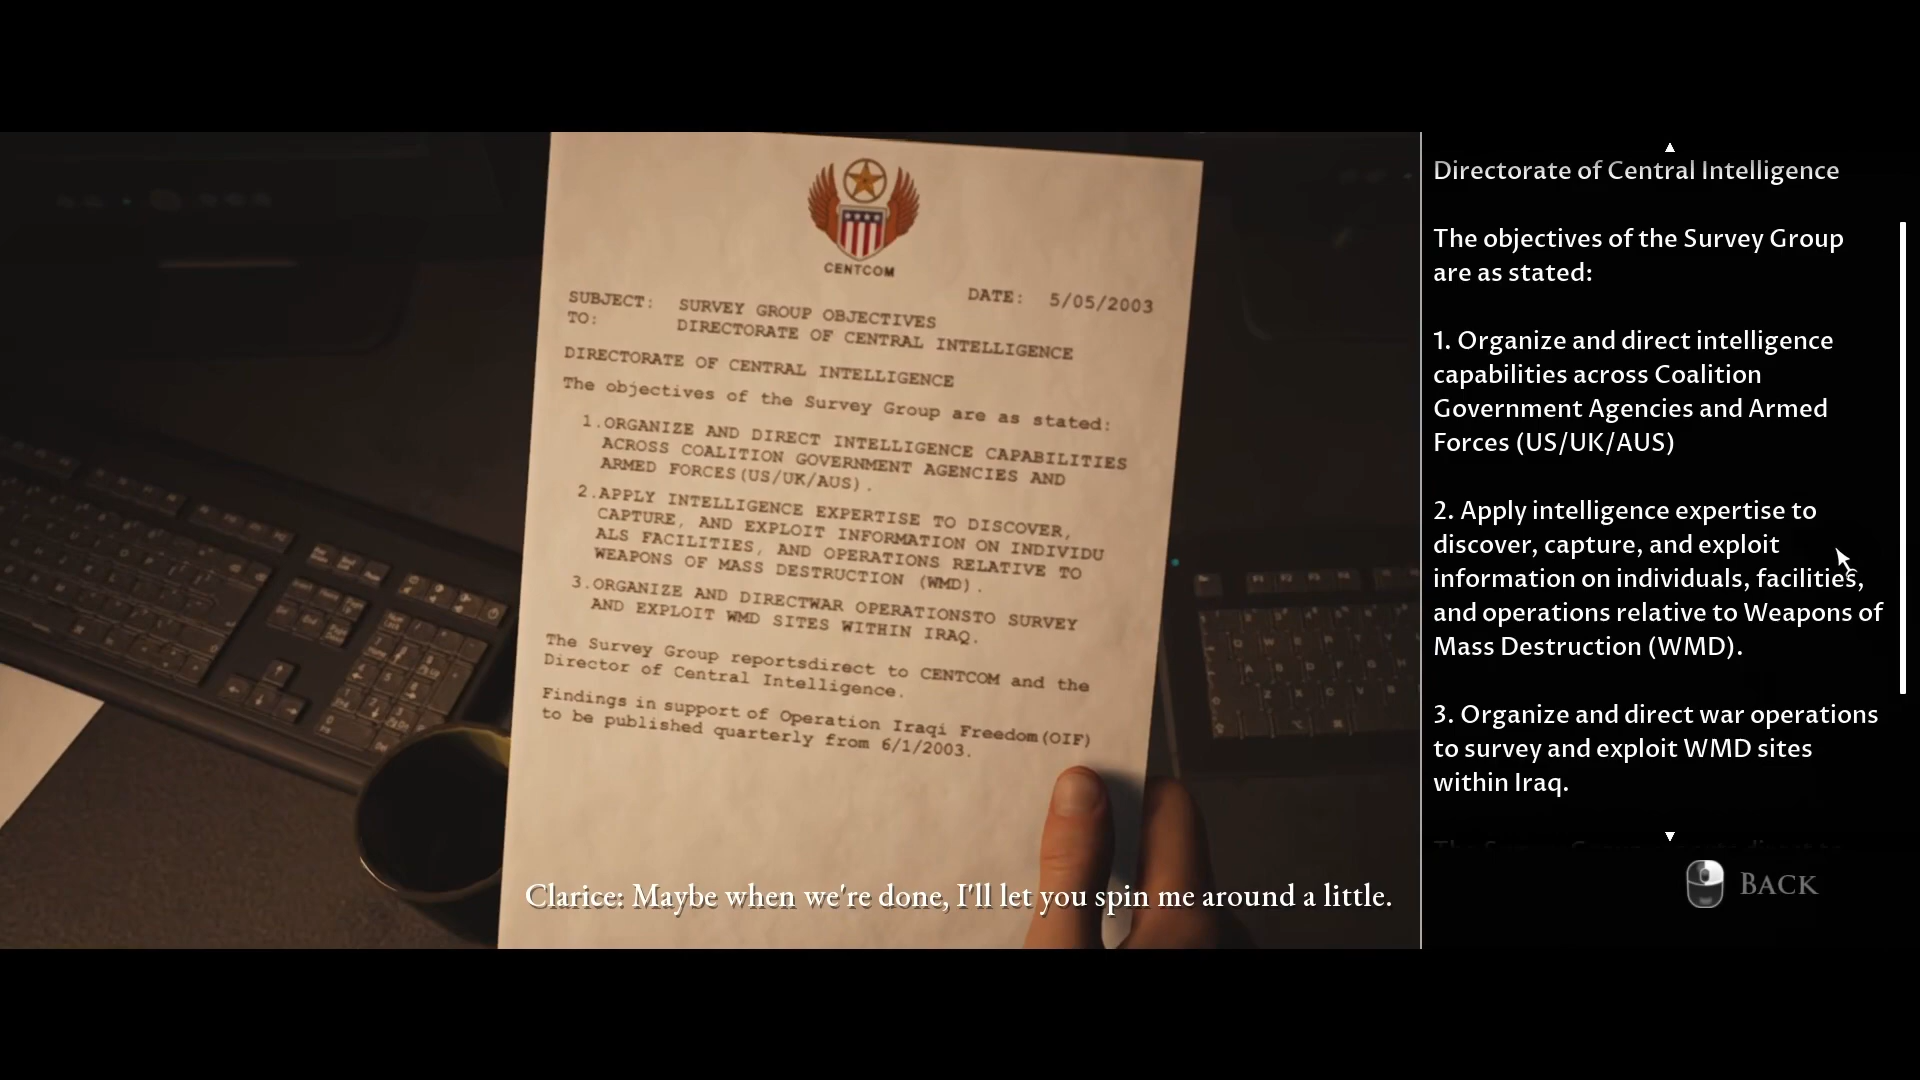 CENTCOM
DATE: 5/05/2003
SUBJECT: SURVEY GROUP OBJECTIVES
TO: DIRECTORATE OF CENTRAL INTELLIGENCE
DIRECTORATE OF CENTRAL INTELLIGENCE
The objectives of the Survey Group are as stated:
1.ORGANIZE AND DIRECT INTELLIGENCE CAPABILITIES
ACROSS COALITION GOVERNMENT AGENCIES AND
ARMED FORCES(US/UK/AUS).
2.APPLY INTELLIGENCE EXPERTISE TO DISCOVER,
CAPTURE, AND EXPLOIT INFORMATION ON INDIVIDU
ALS FACILITIES, AND OPERATIONS RELATIVE TO
WEAPONS OF MASS DESTRUCTION (WMD).
3.ORGANIZE AND DIRECTWAR OPERATIONSTO SURVEY
AND EXPLOIT WMD SITES WITHIN IRAQ.
The Survey Group reportsdirect to CENTCOM and the
Director of Central Intelligence.
Findings in support of Operation Iraqi Freedom(OIF)
to be published quarterly from 6/1/2003.
Clarice: Maybe when we're done, I'll let you spin me around a little.
Directorate of Central Intelligence
The objectives of the Survey Group
are as stated:
1. Organize and direct intelligence
capabilities across Coalition
Government Agencies and Armed
Forces (US/UK/AUS)
2. Apply intelligence expertise to
discover, capture, and exploit
information on individuals, facilities,
and operations relative to Weapons of
Mass Destruction (WMD).
3. Organize and direct war operations
to survey and exploit WMD sites
within Iraq.
BACK